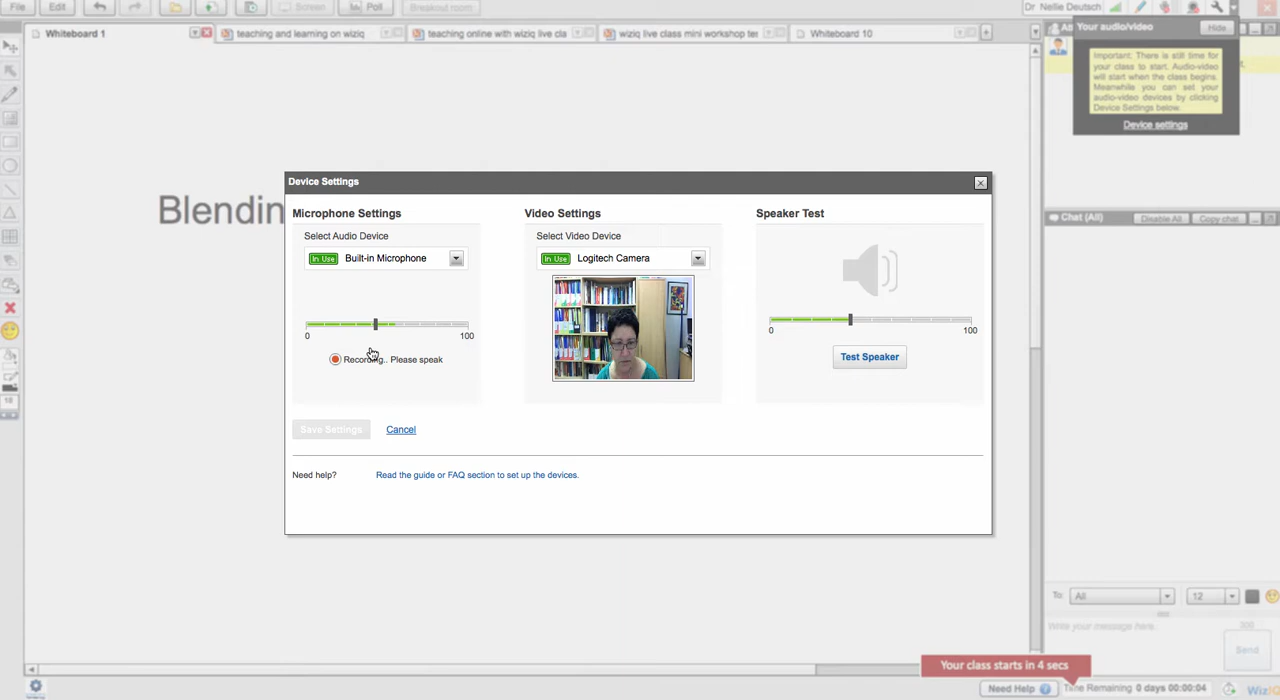 File Edit Screen Poll Breakout room Dr Nellie Deutsch
Whiteboard 1 teaching and learning on wiziq teaching online with wiziq live cla wiziq live class mini workshop te Whiteboard 10
Your audio/video Hide
Important: There is still time for
your class to start. Audio-video
will start when the class begins.
Meanwhile you can set your
audio-video devices by clicking
Device Settings below.
Device settings
Blendin
Device Settings
Microphone Settings Video Settings Speaker Test
Select Audio Device Select Video Device
In Use Built-in Microphone In Use Logitech Camera
0 100 0 100
Recording.. Please speak Test Speaker
Save Settings Cancel
Need help? Read the guide or FAQ section to set up the devices.
Chat (All) Disable All Copy chat
18
To: All 12
Write your message here. 300
Send
Your class starts in 4 secs
Need Help Time Remaining 0 days 00:00:04